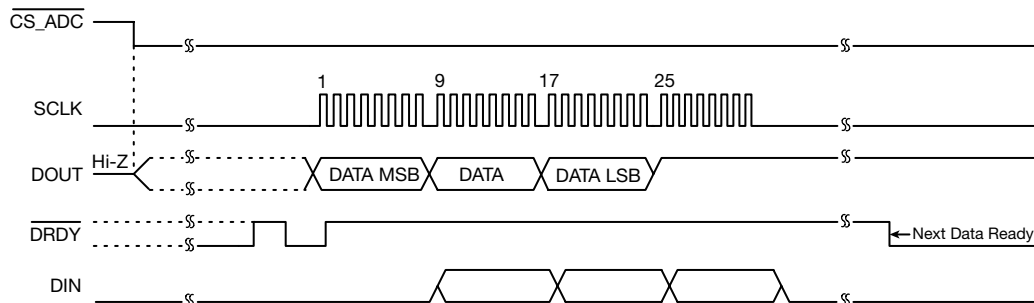 CS_ADC
1 9 17 25
SCLK
Hi-Z
DOUT DATA MSB DATA DATA LSB
DRDY Next Data Ready
DIN